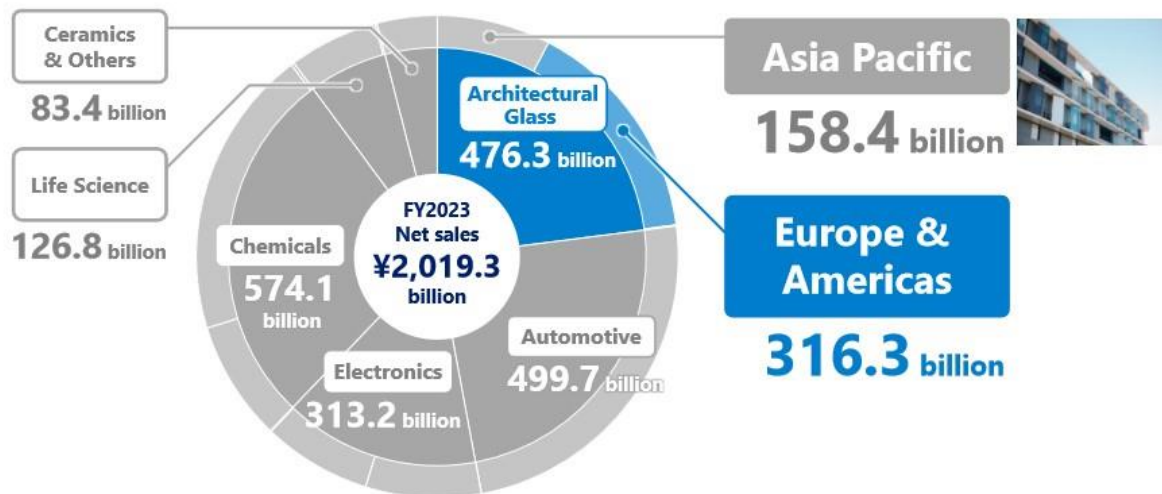 Ceramics
& Others
83.4 billion
Life Science
126.8 billion
Architectural
Glass
476.3 billion
FY2023
Net sales
¥2,019.3
billion
Chemicals
574.1
billion
Electronics
313.2 billion
Automotive
499.7 billion
Asia Pacific
158.4 billion
Europe &
Americas
316.3 billion